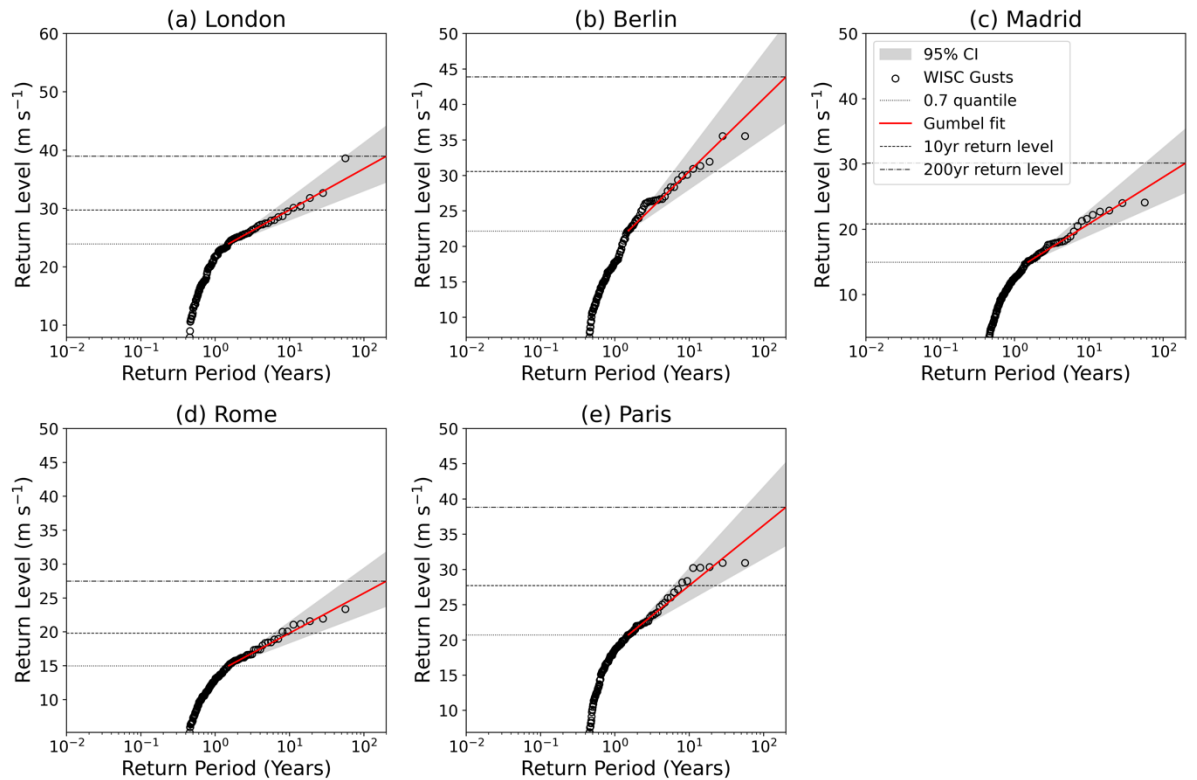 (a) London
60
50
40
30
20
10
Return Level (m s⁻¹)
10⁻² 10⁻¹ 10⁰ 10¹ 10²
Return Period (Years)
(b) Berlin
50
45
40
35
30
25
20
15
10
Return Level (m s⁻¹)
10⁻² 10⁻¹ 10⁰ 10¹ 10²
Return Period (Years)
(c) Madrid
50
40
30
20
10
Return Level (m s⁻¹)
95% CI
WISC Gusts
0.7 quantile
Gumbel fit
10yr return level
200yr return level
10⁻² 10⁻¹ 10⁰ 10¹ 10²
Return Period (Years)
(d) Rome
50
45
40
35
30
25
20
15
10
Return Level (m s⁻¹)
10⁻² 10⁻¹ 10⁰ 10¹ 10²
Return Period (Years)
(e) Paris
50
45
40
35
30
25
20
15
10
Return Level (m s⁻¹)
10⁻² 10⁻¹ 10⁰ 10¹ 10²
Return Period (Years)